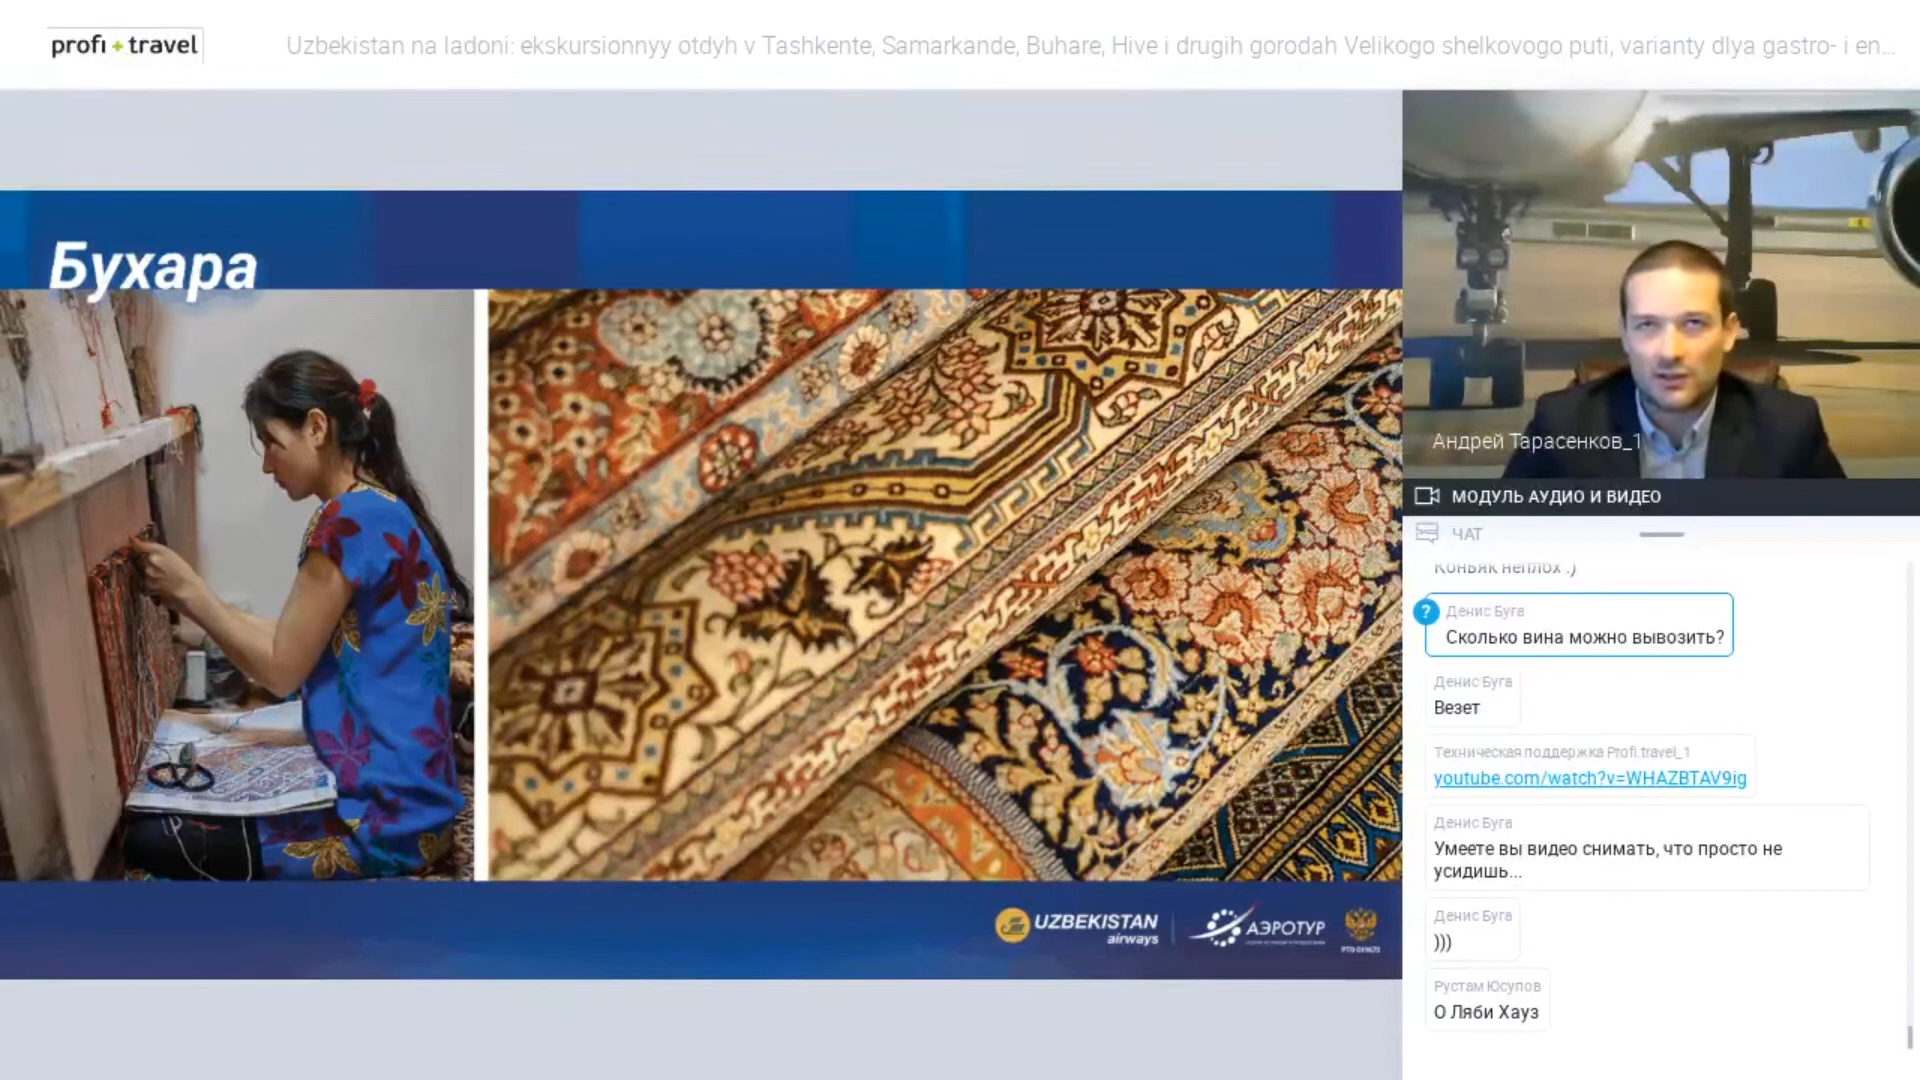 profi + travel
Uzbekistan na ladoni: ekskursionnyy otdyh v Tashkente, Samarkande, Buhare, Hive i drugih gorodah Velikogo shelkovogo puti, varianty dlya gastro- i en...
Бухара
UZBEKISTAN
airways
АЭРОТУР
Андрей Тарасенков_1
МОДУЛЬ АУДИО И ВИДЕО
ЧАТ
Коньяк неплох :)
?
Денис Буга
Сколько вина можно вывозить?
Денис Буга
Везет
Техническая поддержка Profi.travel_1
youtube.com/watch?v=WHAZBTAV9ig
Денис Буга
Умеете вы видео снимать, что просто не
усидишь...
Денис Буга
)))
Рустам Юсупов
О Ляби Хауз